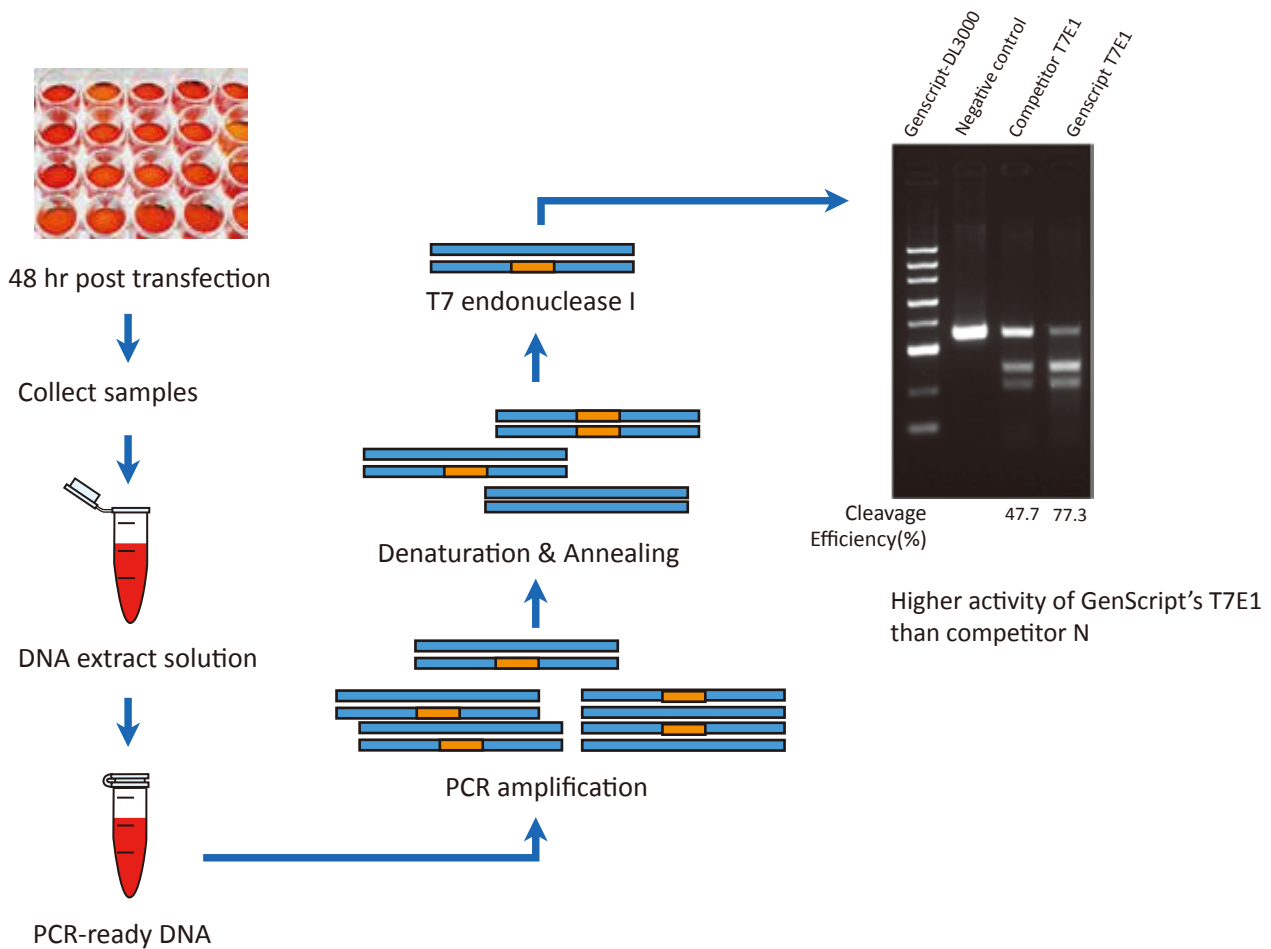 48 hr post transfection
Collect samples
DNA extract solution
PCR-ready DNA
PCR amplification
Denaturation & Annealing
T7 endonuclease I
Genscript-DL3000
Negative control
Competitor T7E1
Genscript T7E1
Cleavage
Efficiency(%)
47.7
77.3
Higher activity of GenScript’s T7E1
than competitor N